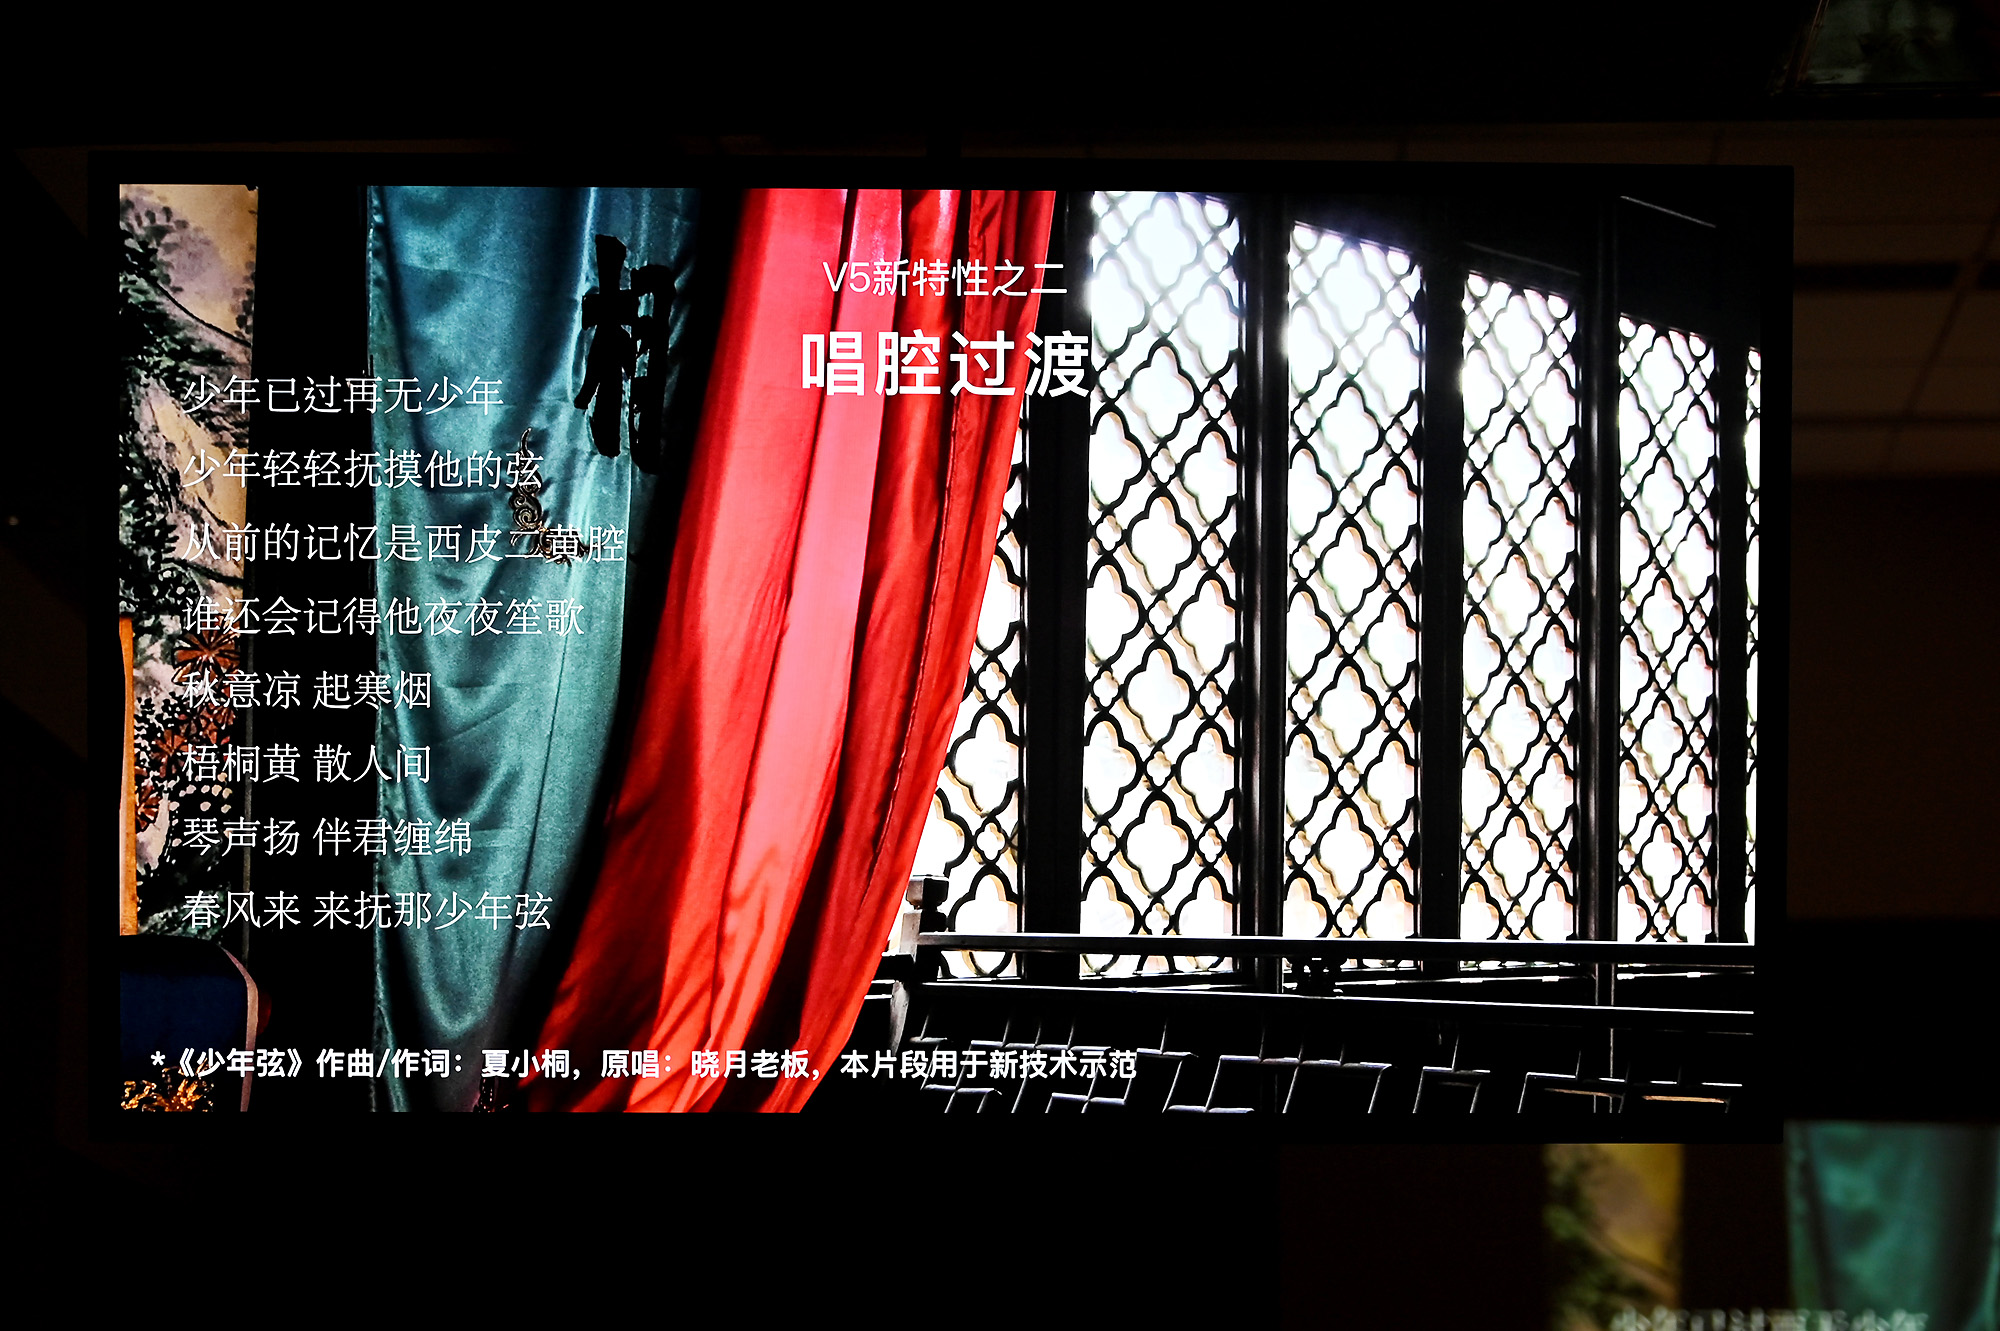 V5新特性之二
唱腔过渡
少年已过再无少年
少年轻轻抚摸他的弦
从前的记忆是西皮二黄腔
谁还会记得他夜夜笙歌
秋意凉 起寒烟
梧桐黄 散人间
琴声扬 伴君缠绵
春风来 来抚那少年弦
*《少年弦》作曲/作词：夏小桐，原唱：晓月老板，本片段用于新技术示范